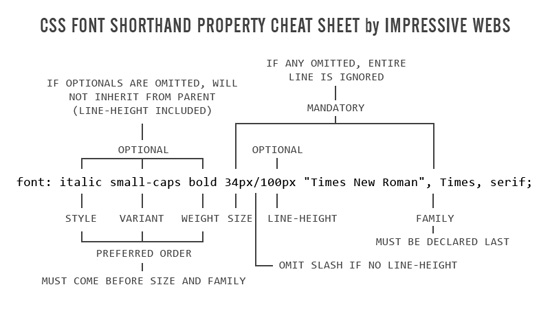 CSS FONT SHORTHAND PROPERTY CHEAT SHEET by IMPRESSIVE WEBS
IF ANY OMITTED, ENTIRE
LINE IS IGNORED
IF OPTIONALS ARE OMITTED, WILL
NOT INHERIT FROM PARENT
(LINE-HEIGHT INCLUDED)
MANDATORY
OPTIONAL
OPTIONAL
font: italic small-caps bold 34px/100px "Times New Roman", Times, serif;
STYLE VARIANT WEIGHT SIZE LINE-HEIGHT FAMILY
MUST BE DECLARED LAST
PREFERRED ORDER
OMIT SLASH IF NO LINE-HEIGHT
MUST COME BEFORE SIZE AND FAMILY